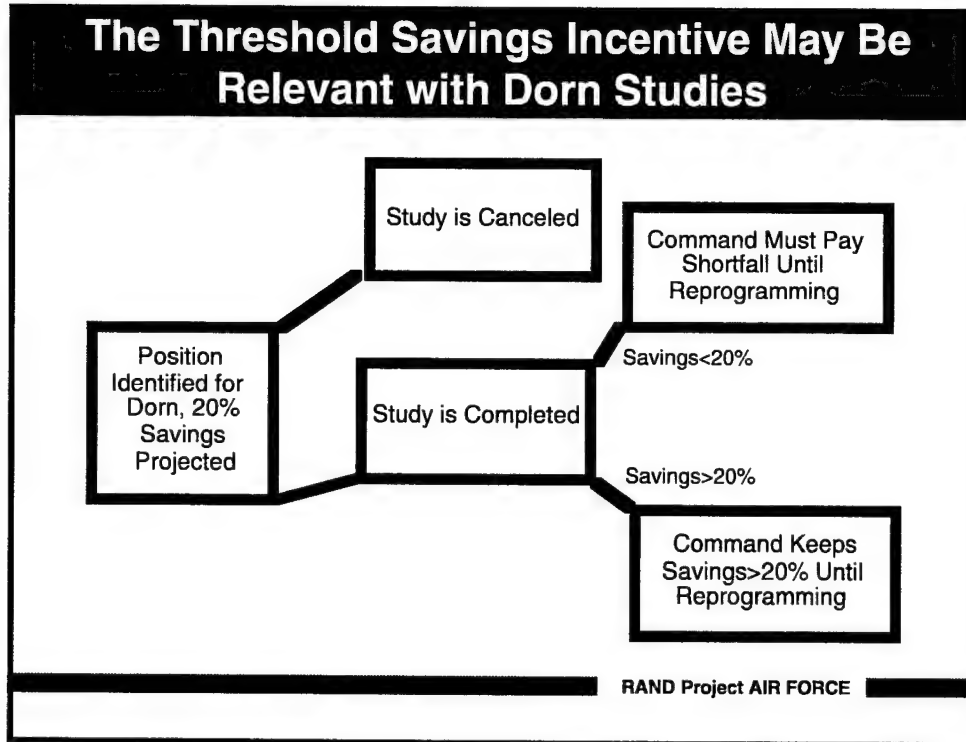 The Threshold Savings Incentive May Be
Relevant with Dorn Studies
Study is Canceled
Command Must Pay
Shortfall Until
Reprogramming
Position
Identified for
Dorn, 20%
Savings
Projected
Savings<20%
Study is Completed
Savings>20%
Command Keeps
Savings>20% Until
Reprogramming
RAND Project AIR FORCE